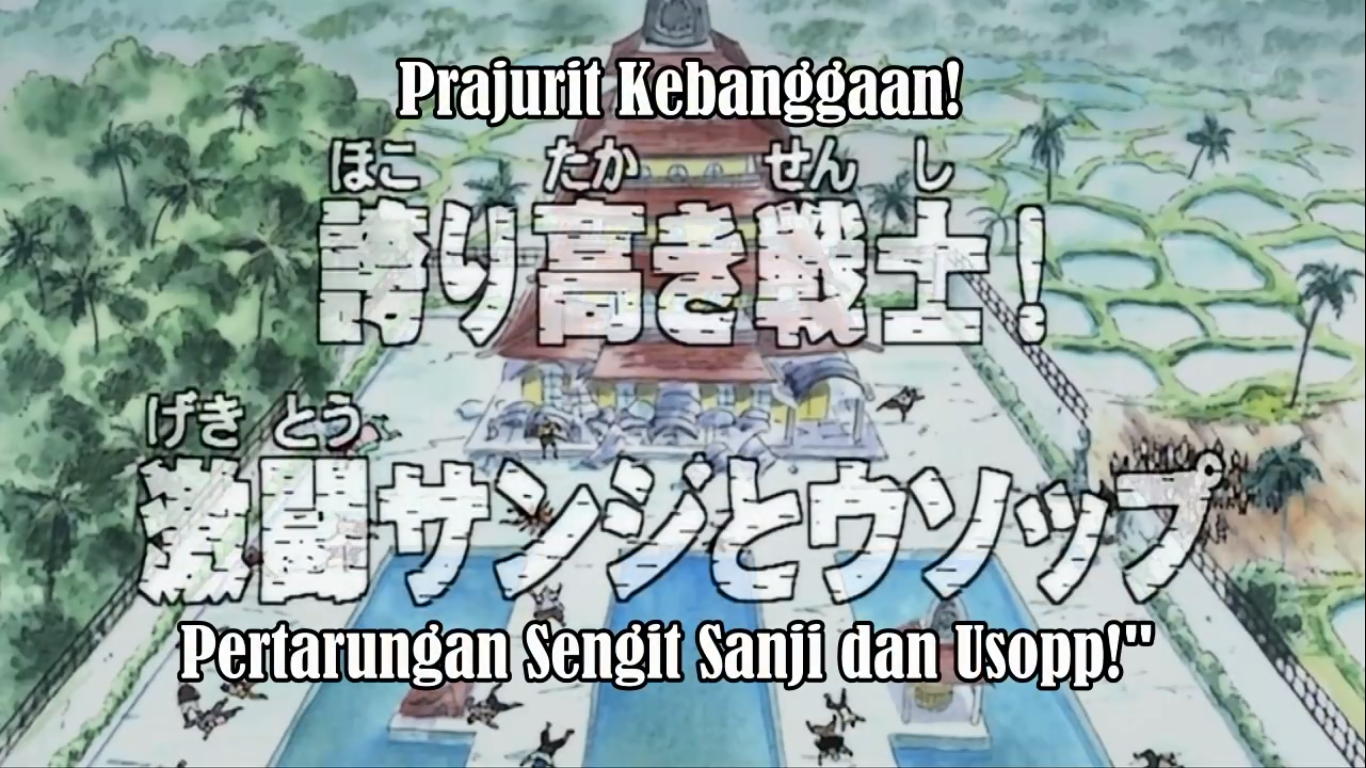 Prajurit Kebanggaan!
ほこ たか せん し
誇り高き戦士!
げき とう
激闘サンジとウソップ
Pertarungan Sengit Sanji dan Usopp!"